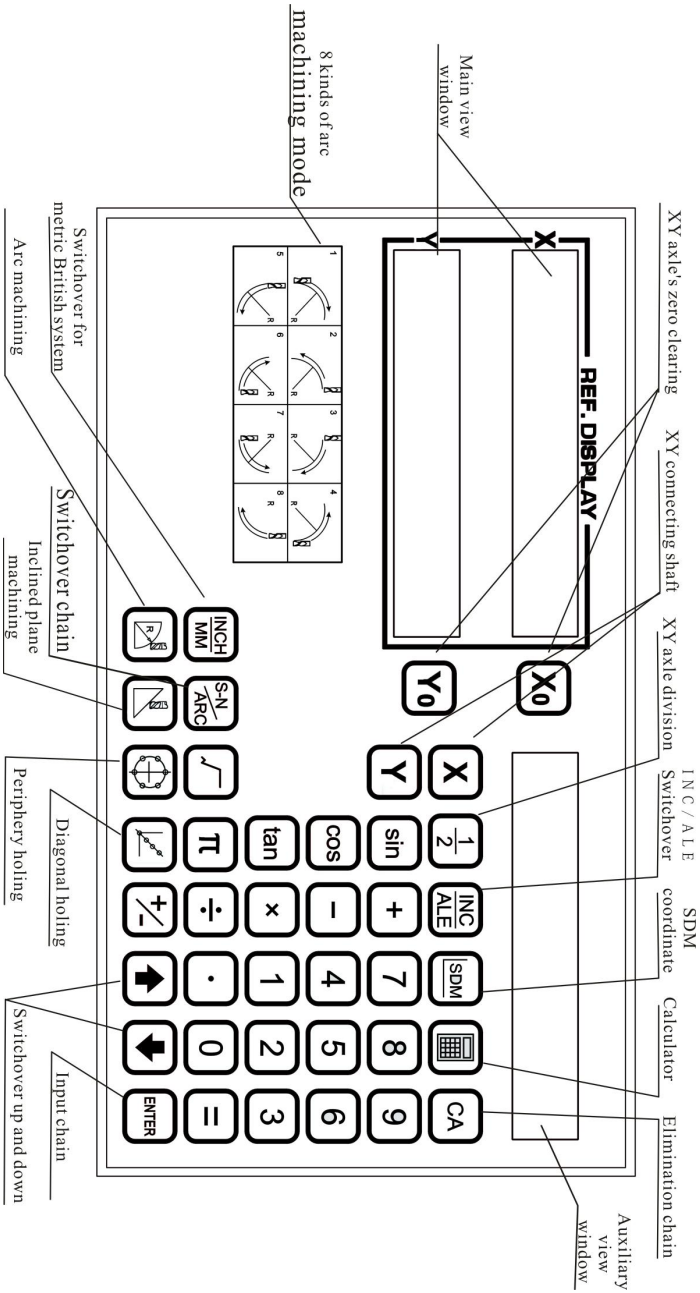 XY axle's zero clearing
XY connecting shaft
XY axle division
INC/ALE
Switchover
SDM
coordinate
Calculator
Elimination chain
Auxiliary
view
window
Main view
window
8 kinds of arc
machining mode
REF. DISPLAY
X
Y
X0
Y0
X
Y
1/2
INC
ALE
SDM
CA
sin
+
7
8
9
cos
−
4
5
6
tan
×
1
2
3
INCH
MM
S-N
ARC
√
π
÷
·
0
=
R
+/-
ENTER
1
2
3
4
R
R
R
R
5
6
7
8
R
R
R
R
Switchover for
metric British system
Arc machining
Switchover chain
Inclined plane
machining
Periphery holing
Diagonal holing
Switchover up and down
Input chain